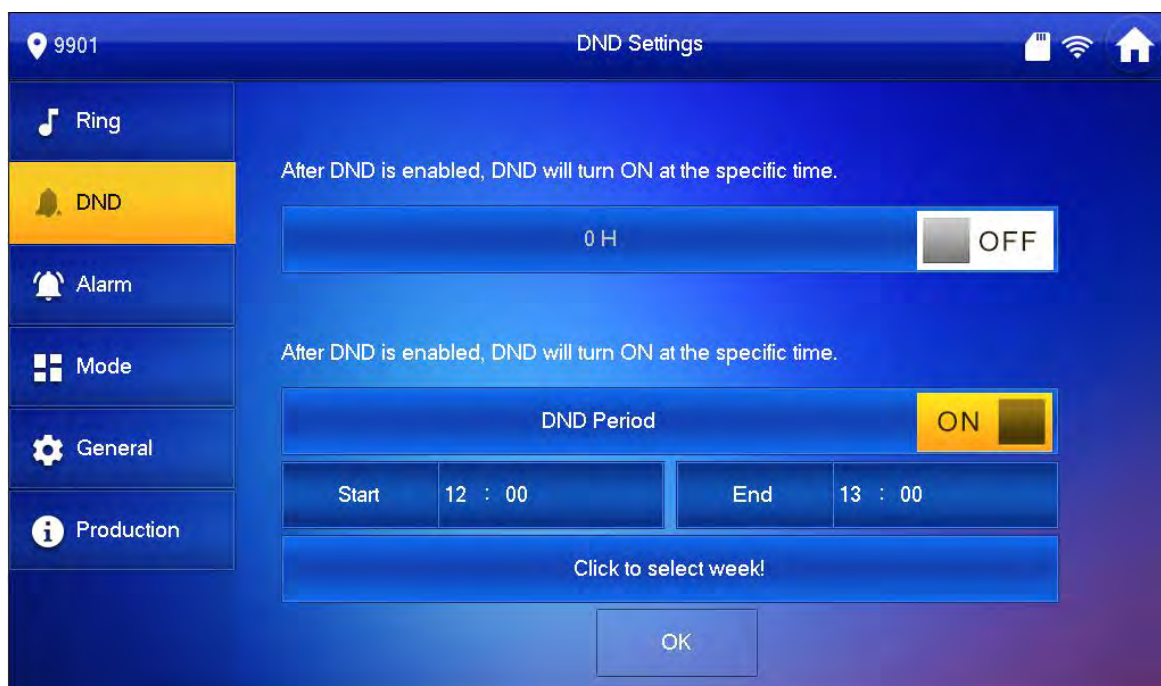 9901
DND Settings
Ring
DND
Alarm
Mode
General
Production
After DND is enabled, DND will turn ON at the specific time.
0 H
OFF
After DND is enabled, DND will turn ON at the specific time.
DND Period
ON
Start 12 : 00
End 13 : 00
Click to select week!
OK